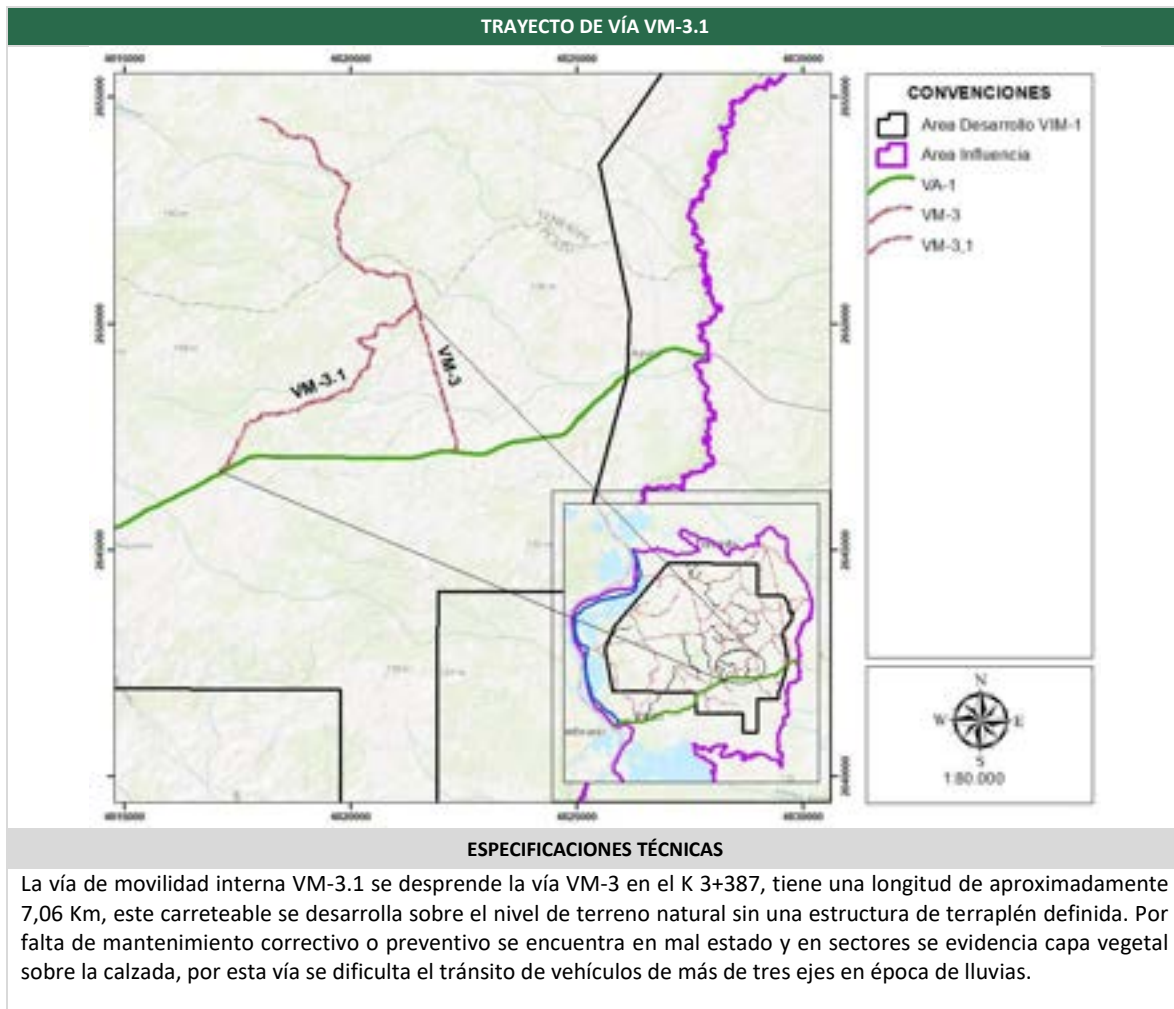 TRAYECTO DE VÍA VM-3.1
CONVENCIONES
Area Desarrollo VIM-1
Area Influencia
VA-1
VM-3
VM-3,1
VM-3.1
VM-3
N
W E
S
1:80.000
ESPECIFICACIONES TÉCNICAS
La vía de movilidad interna VM-3.1 se desprende la vía VM-3 en el K 3+387, tiene una longitud de aproximadamente
7,06 Km, este carreteable se desarrolla sobre el nivel de terreno natural sin una estructura de terraplén definida. Por
falta de mantenimiento correctivo o preventivo se encuentra en mal estado y en sectores se evidencia capa vegetal
sobre la calzada, por esta vía se dificulta el tránsito de vehículos de más de tres ejes en época de lluvias.